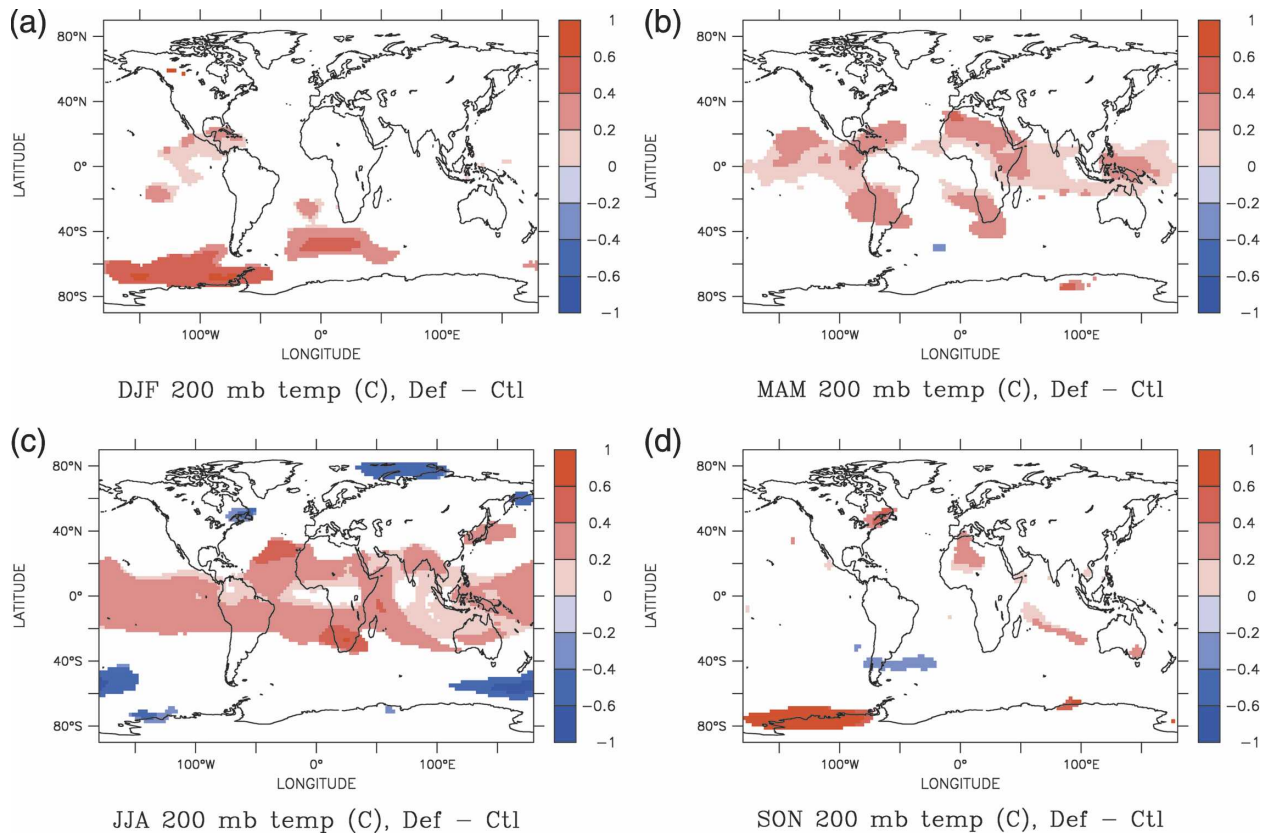 (a)
80°N
40°N
0°
40°S
80°S
LATITUDE
100°W 0° 100°E
LONGITUDE
1
0.6
0.4
0.2
0
−0.2
−0.4
−0.6
−1
DJF 200 mb temp (C), Def − Ctl
(b)
80°N
40°N
0°
40°S
80°S
LATITUDE
100°W 0° 100°E
LONGITUDE
1
0.6
0.4
0.2
0
−0.2
−0.4
−0.6
−1
MAM 200 mb temp (C), Def − Ctl
(c)
80°N
40°N
0°
40°S
80°S
LATITUDE
100°W 0° 100°E
LONGITUDE
1
0.6
0.4
0.2
0
−0.2
−0.4
−0.6
−1
JJA 200 mb temp (C), Def − Ctl
(d)
80°N
40°N
0°
40°S
80°S
LATITUDE
100°W 0° 100°E
LONGITUDE
1
0.6
0.4
0.2
0
−0.2
−0.4
−0.6
−1
SON 200 mb temp (C), Def − Ctl